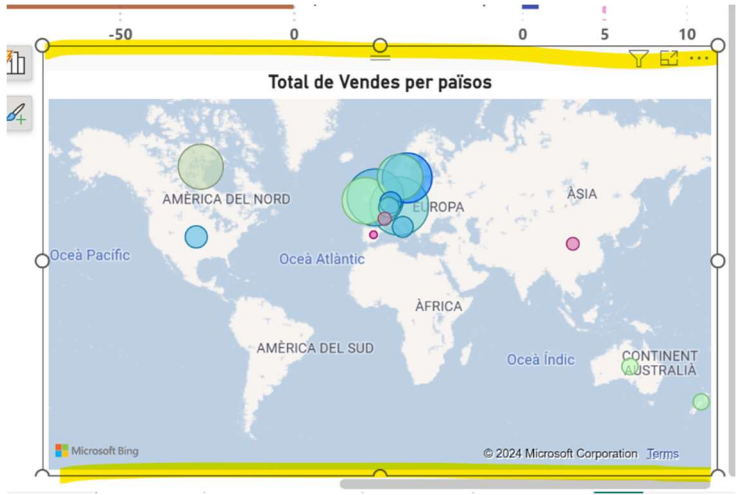 -50 0 0 5 10
Total de Vendes per països
ÀSIA
AMÈRICA DEL NORD
EUROPA
Oceà Pacífic
Oceà Atlàntic
ÀFRICA
AMÈRICA DEL SUD
Oceà Índic
CONTINENT
AUSTRALIÀ
Microsoft Bing
© 2024 Microsoft Corporation Terms